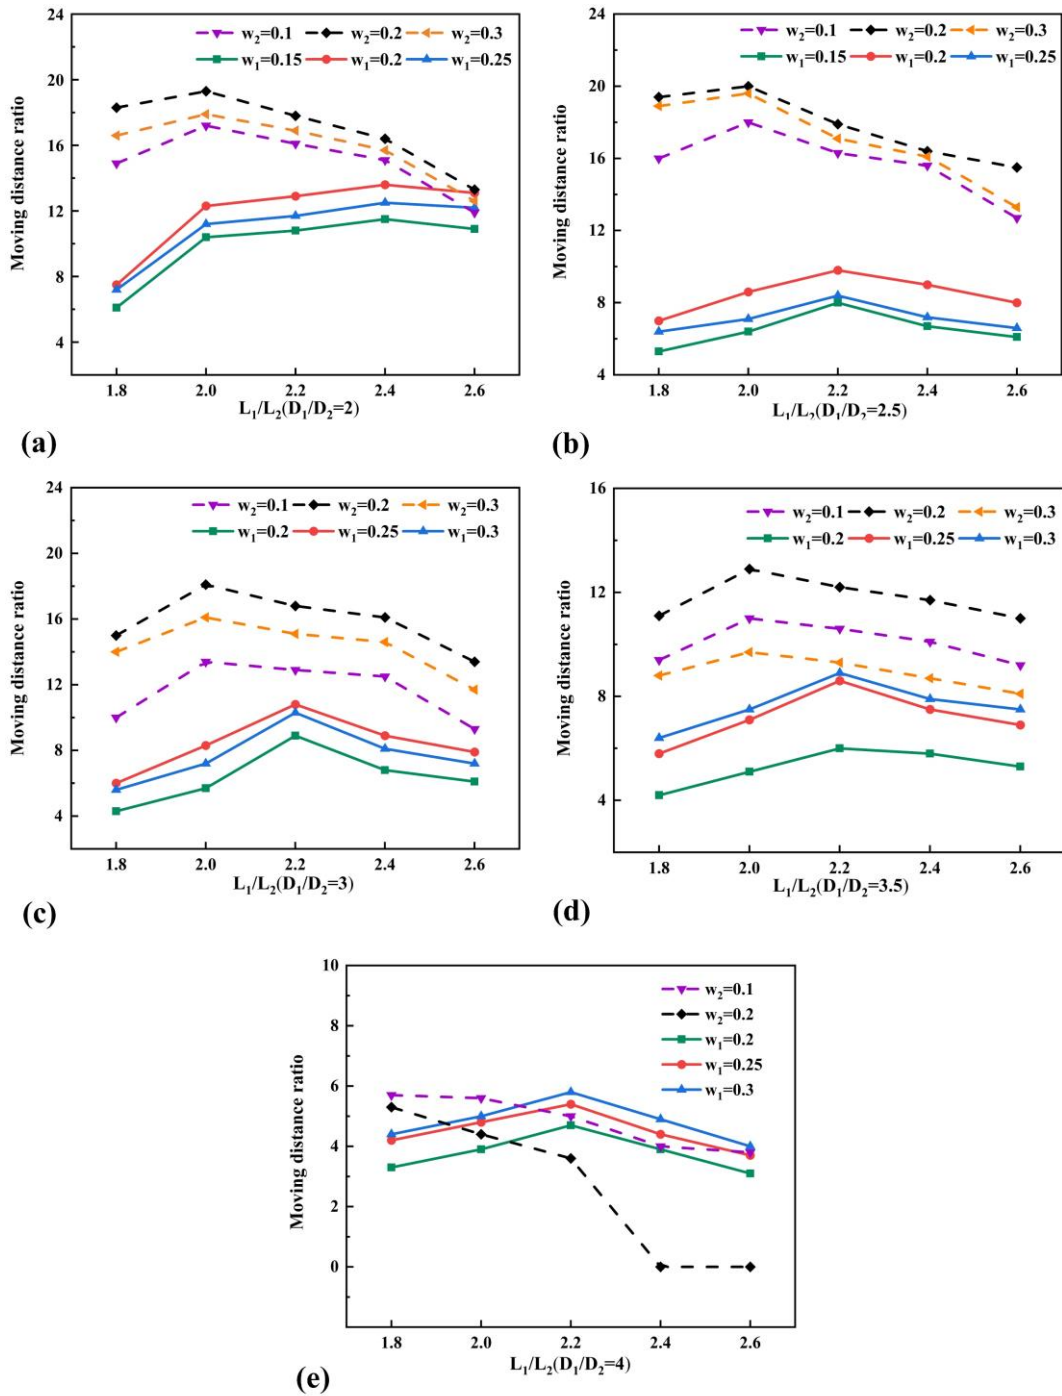 24
20
16
12
8
4
Moving distance ratio
w₂=0.1 w₂=0.2 w₂=0.3
w₁=0.15 w₁=0.2 w₁=0.25
1.8 2.0 2.2 2.4 2.6
L₁/L₂(D₁/D₂=2)
(a)
24
20
16
12
8
4
Moving distance ratio
w₂=0.1 w₂=0.2 w₂=0.3
w₁=0.15 w₁=0.2 w₁=0.25
1.8 2.0 2.2 2.4 2.6
L₁/L₂(D₁/D₂=2.5)
(b)
24
20
16
12
8
4
Moving distance ratio
w₂=0.1 w₂=0.2 w₂=0.3
w₁=0.2 w₁=0.25 w₁=0.3
1.8 2.0 2.2 2.4 2.6
L₁/L₂(D₁/D₂=3)
(c)
16
12
8
4
Moving distance ratio
w₂=0.1 w₂=0.2 w₂=0.3
w₁=0.2 w₁=0.25 w₁=0.3
1.8 2.0 2.2 2.4 2.6
L₁/L₂(D₁/D₂=3.5)
(d)
10
8
6
4
2
0
Moving distance ratio
w₂=0.1
w₂=0.2
w₁=0.2
w₁=0.25
w₁=0.3
1.8 2.0 2.2 2.4 2.6
L₁/L₂(D₁/D₂=4)
(e)